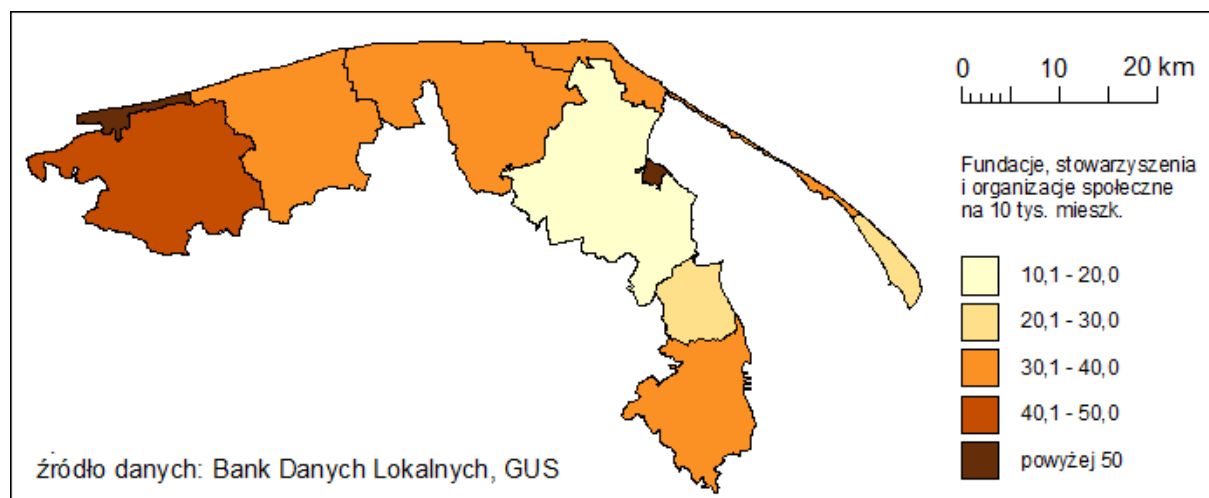 0 10 20 km
Fundacje, stowarzyszenia
i organizacje społeczne
na 10 tys. mieszk.
10,1 - 20,0
20,1 - 30,0
30,1 - 40,0
40,1 - 50,0
powyżej 50
źródło danych: Bank Danych Lokalnych, GUS